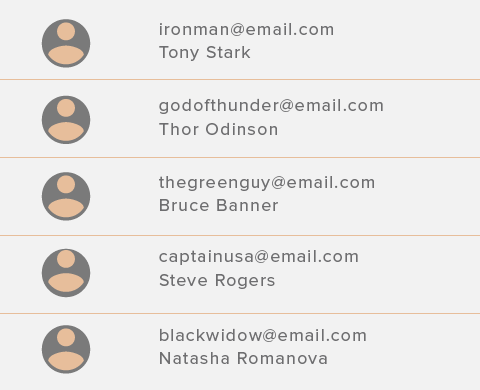 ironman@email.com
Tony Stark
godofthunder@email.com
Thor Odinson
thegreenguy@email.com
Bruce Banner
captainusa@email.com
Steve Rogers
blackwidow@email.com
Natasha Romanova